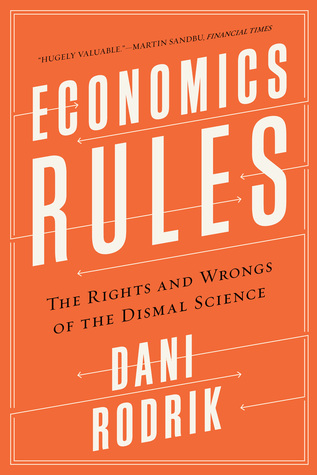 "HUGELY VALUABLE."—MARTIN SANDBU, FINANCIAL TIMES
ECONOMICS
RULES
THE RIGHTS AND WRONGS
OF THE DISMAL SCIENCE
DANI
RODRIK